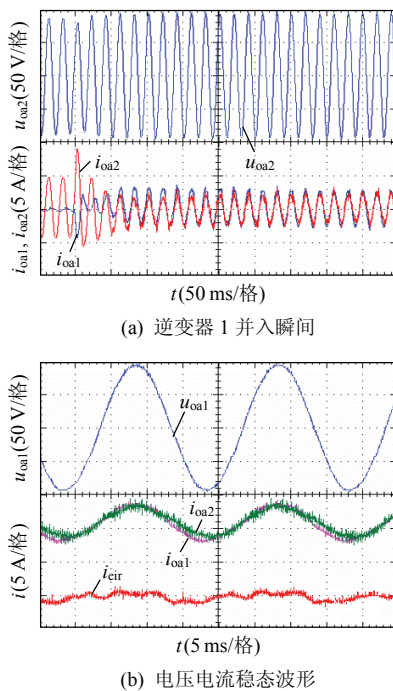 u_oa2(50 V/格)
i_oa1, i_oa2(5 A/格)
i_oa2
u_oa2
i_oa1
t(50 ms/格)
(a) 逆变器 1 并入瞬间
u_oa1(50 V/格)
i(5 A/格)
u_oa1
i_oa2
i_oa1
i_cir
t(5 ms/格)
(b) 电压电流稳态波形